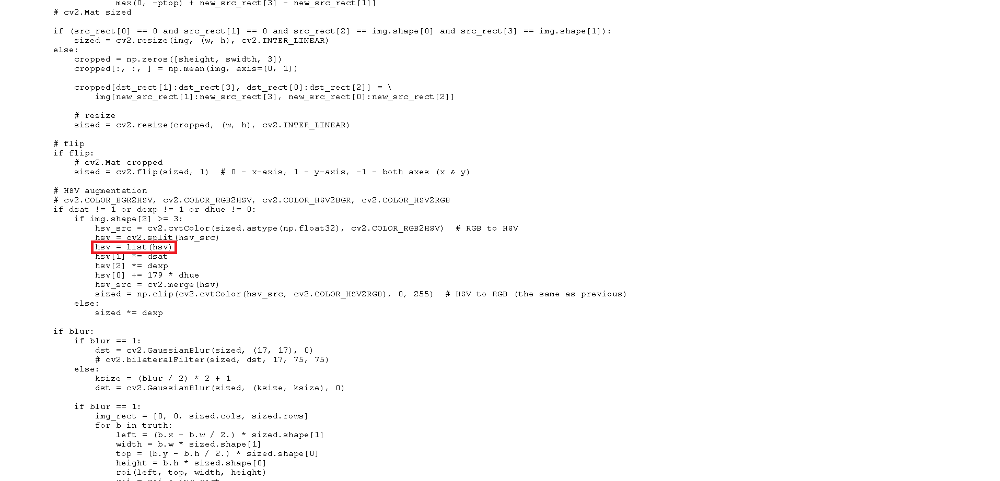 max(0, -ptop) + new_src_rect[3] - new_src_rect[1]]
# cv2.Mat sized
if (src_rect[0] == 0 and src_rect[1] == 0 and src_rect[2] == img.shape[0] and src_rect[3] == img.shape[1]):
sized = cv2.resize(img, (w, h), cv2.INTER_LINEAR)
else:
cropped = np.zeros([sheight, swidth, 3])
cropped[:, :, ] = np.mean(img, axis=(0, 1))
cropped[dst_rect[1]:dst_rect[3], dst_rect[0]:dst_rect[2]] = \
img[new_src_rect[1]:new_src_rect[3], new_src_rect[0]:new_src_rect[2]]
# resize
sized = cv2.resize(cropped, (w, h), cv2.INTER_LINEAR)
# flip
if flip:
# cv2.Mat cropped
sized = cv2.flip(sized, 1)  # 0 - x-axis, 1 - y-axis, -1 - both axes (x & y)
# HSV augmentation
# cv2.COLOR_BGR2HSV, cv2.COLOR_RGB2HSV, cv2.COLOR_HSV2BGR, cv2.COLOR_HSV2RGB
if dsat != 1 or dexp != 1 or dhue != 0:
if img.shape[2] >= 3:
hsv_src = cv2.cvtColor(sized.astype(np.float32), cv2.COLOR_RGB2HSV)  # RGB to HSV
hsv = cv2.split(hsv_src)
hsv = list(hsv)
hsv[1] *= dsat
hsv[2] *= dexp
hsv[0] += 179 * dhue
hsv_src = cv2.merge(hsv)
sized = np.clip(cv2.cvtColor(hsv_src, cv2.COLOR_HSV2RGB), 0, 255)  # HSV to RGB (the same as previous)
else:
sized *= dexp
if blur:
if blur == 1:
dst = cv2.GaussianBlur(sized, (17, 17), 0)
# cv2.bilateralFilter(sized, dst, 17, 75, 75)
else:
ksize = (blur / 2) * 2 + 1
dst = cv2.GaussianBlur(sized, (ksize, ksize), 0)
if blur == 1:
img_rect = [0, 0, sized.cols, sized.rows]
for b in truth:
left = (b.x - b.w / 2.) * sized.shape[1]
width = b.w * sized.shape[1]
top = (b.y - b.h / 2.) * sized.shape[0]
height = b.h * sized.shape[0]
roi(left, top, width, height)
roi = roi & img_rect